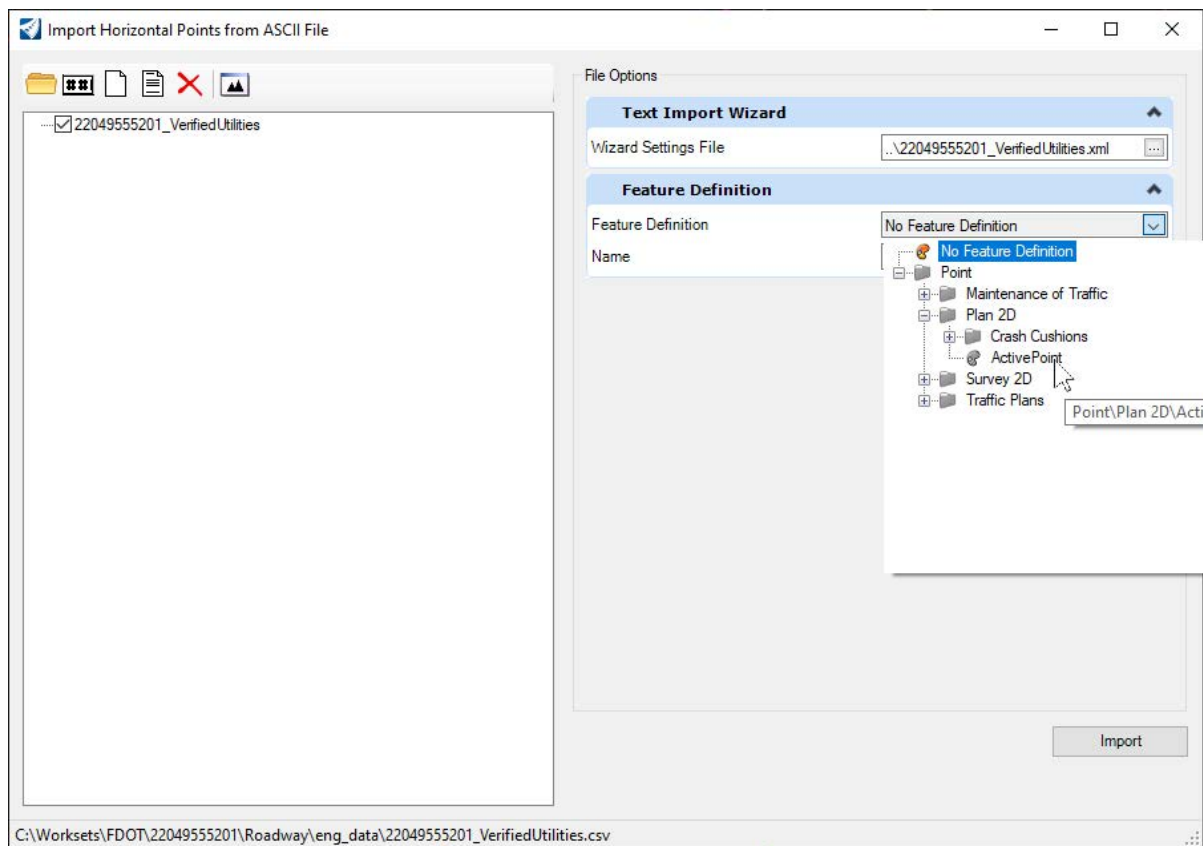 Import Horizontal Points from ASCII File
File Options
##
22049555201_VerifiedUtilities
Text Import Wizard
Wizard Settings File
..\22049555201_VerifiedUtilities.xml
...
Feature Definition
Feature Definition
No Feature Definition
Name
No Feature Definition
Point
Maintenance of Traffic
Plan 2D
Crash Cushions
ActivePoint
Survey 2D
Traffic Plans
Point\Plan 2D\Acti
Import
C:\Worksets\FDOT\22049555201\Roadway\eng_data\22049555201_VerifiedUtilities.csv